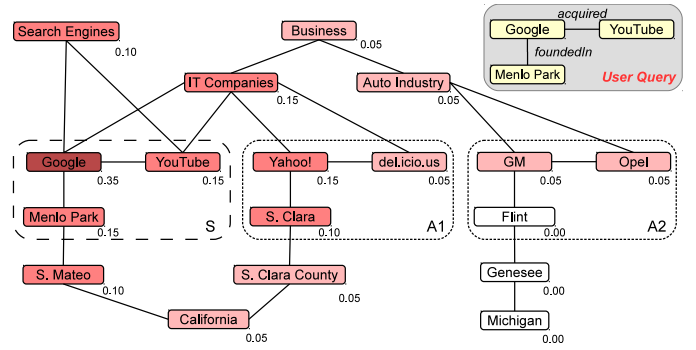 Search Engines
0.10
Business
0.05
acquired
Google
YouTube
foundedIn
Menlo Park
User Query
IT Companies
0.15
Auto Industry
0.05
Google
0.35
YouTube
0.15
Yahoo!
0.15
del.icio.us
0.05
GM
0.05
Opel
0.05
Menlo Park
0.15
S
S. Clara
0.10
A1
Flint
0.00
A2
S. Mateo
0.10
S. Clara County
0.05
Genesee
0.00
California
0.05
Michigan
0.00